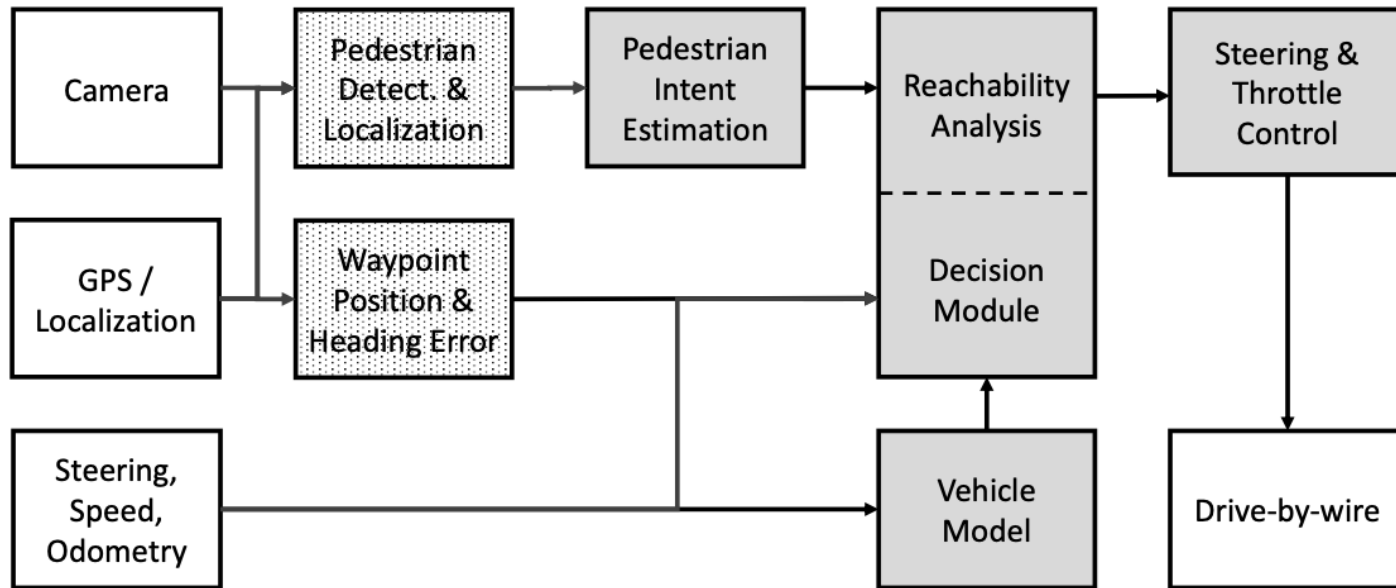 Camera
Pedestrian
Detect. &
Localization
Pedestrian
Intent
Estimation
Reachability
Analysis
Steering &
Throttle
Control
GPS /
Localization
Waypoint
Position &
Heading Error
Decision
Module
Steering,
Speed,
Odometry
Vehicle
Model
Drive-by-wire